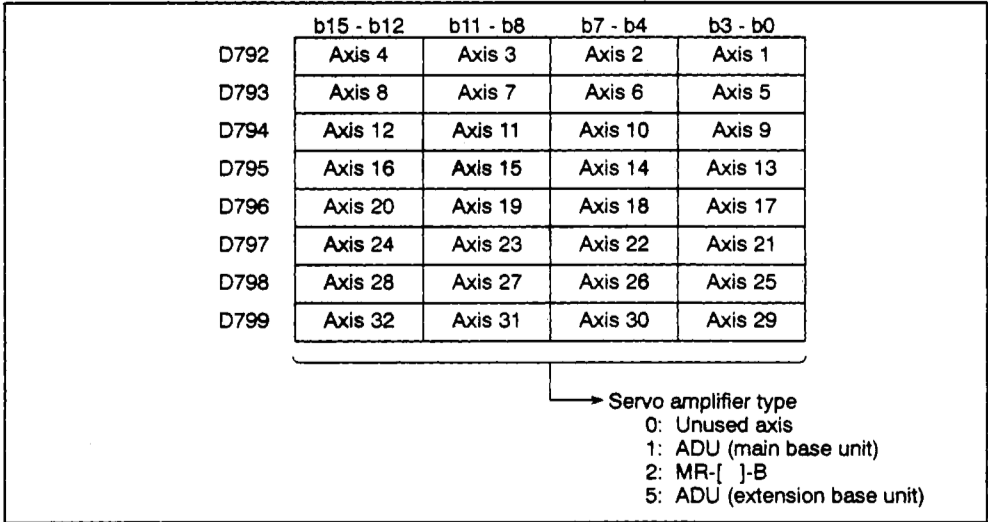 b15 - b12 b11 - b8 b7 - b4 b3 - b0
D792 Axis 4 Axis 3 Axis 2 Axis 1
D793 Axis 8 Axis 7 Axis 6 Axis 5
D794 Axis 12 Axis 11 Axis 10 Axis 9
D795 Axis 16 Axis 15 Axis 14 Axis 13
D796 Axis 20 Axis 19 Axis 18 Axis 17
D797 Axis 24 Axis 23 Axis 22 Axis 21
D798 Axis 28 Axis 27 Axis 26 Axis 25
D799 Axis 32 Axis 31 Axis 30 Axis 29
Servo amplifier type
0: Unused axis
1: ADU (main base unit)
2: MR-[ ]-B
5: ADU (extension base unit)